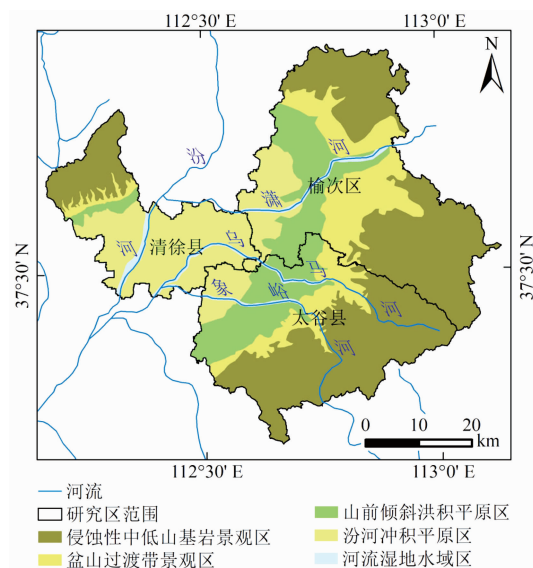 112°30′ E 113°0′ E
N
汾
河
榆次区
潇
河
清徐县
乌
马
河
象
峪
河
太谷县
37°30′ N
37°30′ N
0 10 20
km
112°30′ E 113°0′ E
河流
研究区范围
侵蚀性中低山基岩景观区
盆山过渡带景观区
山前倾斜洪积平原区
汾河冲积平原区
河流湿地水域区